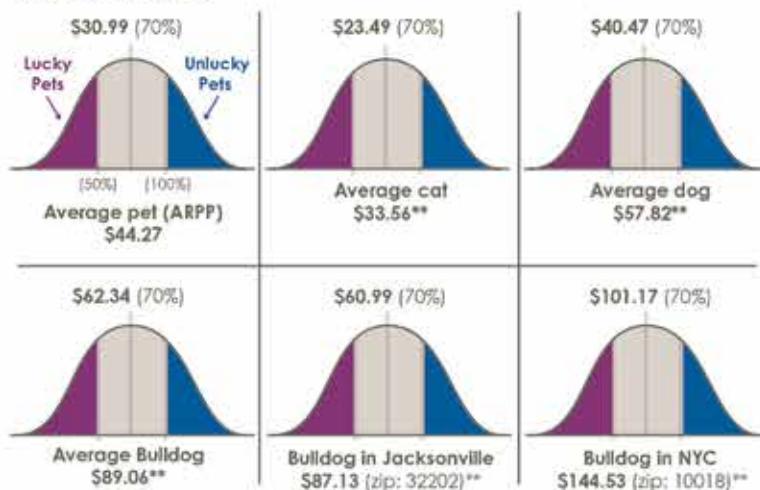 $30.99 (70%)
Lucky
Pets
Unlucky
Pets
(50%) (100%)
Average pet (ARPP)
$44.27
$23.49 (70%)
Average cat
$33.56**
$40.47 (70%)
Average dog
$57.82**
$62.34 (70%)
Average Bulldog
$89.06**
$60.99 (70%)
Bulldog in Jacksonville
$87.13 (zip: 32202)**
$101.17 (70%)
Bulldog in NYC
$144.53 (zip: 10018)**